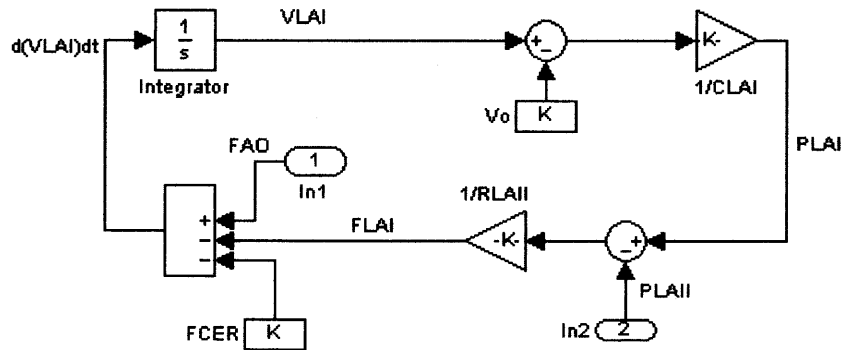 VLAI
d(VLAI)dt
1
s
Integrator
+
-
K-
1/CLAI
Vo
K
PLAI
FAO
1
In1
1/RLAII
+
-
-
FLAI
-K-
-
+
PLAII
FCER
K
In2
2